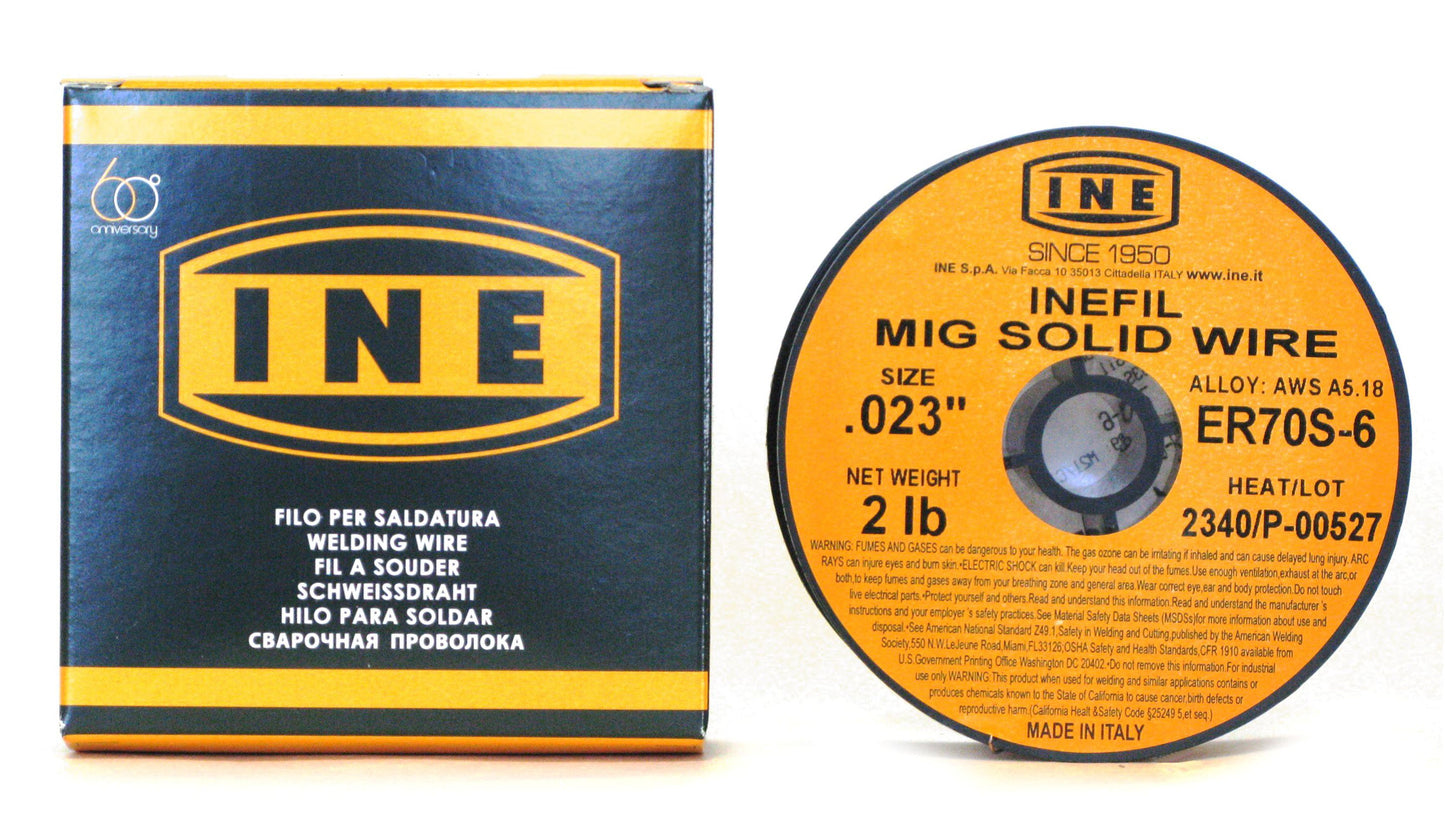 60°
anniversary
INE
FILO PER SALDATURA
WELDING WIRE
FIL A SOUDER
SCHWEISSDRAHT
HILO PARA SOLDAR
СВАРОЧНАЯ ПРОВОЛОКА
INE
SINCE 1950
INE S.p.A. Via Facca 10 35013 Cittadella ITALY www.ine.it
INEFIL
MIG SOLID WIRE
SIZE
.023"
ALLOY: AWS A5.18
ER70S-6
NET WEIGHT
2 lb
HEAT/LOT
2340/P-00527
WARNING: FUMES AND GASES can be dangerous to your health. The gas ozone can be irritating if inhaled and can cause delayed lung injury. ARC
RAYS can injure eyes and burn skin.•ELECTRIC SHOCK can kill.Keep your head out of the fumes.Use enough ventilation,exhaust at the arc,or
both,to keep fumes and gases away from your breathing zone and general area.Wear correct eye,ear and body protection.Do not touch
live electrical parts.•Protect yourself and others.Read and understand this information.Read and understand the manufacturer's
instructions and your employer's safety practices.See Material Safety Data Sheets (MSDSs)for more information about use and
disposal.•See American National Standard Z49.1,Safety in Welding and Cutting,published by the American Welding
Society,550 N.W.LeJeune Road,Miami,FL33126;OSHA Safety and Health Standards,CFR 1910 available from
U.S.Government Printing Office Washington DC 20402.•Do not remove this information.For industrial
use only.WARNING:This product when used for welding and similar applications contains or
produces chemicals known to the State of California to cause cancer.birth defects or
reproductive harm.(California Healt &Safety Code §25249 5,et seq.)
MADE IN ITALY